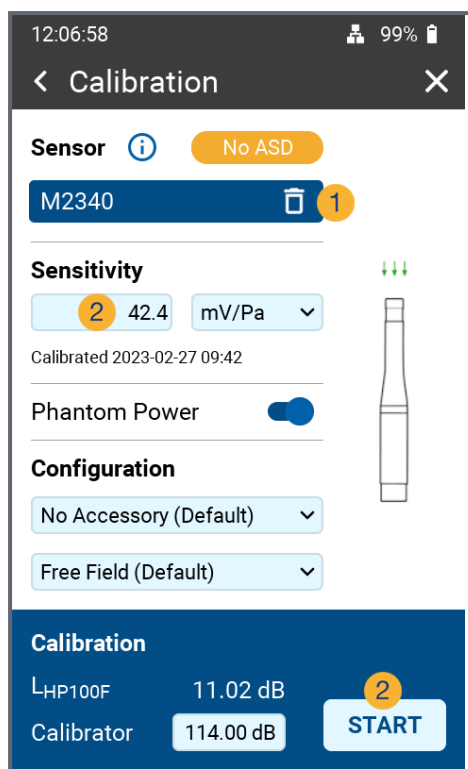 12:06:58 99%
Calibration
Sensor i No ASD
M2340 1
Sensitivity
2 42.4 mV/Pa
Calibrated 2023-02-27 09:42
Phantom Power
Configuration
No Accessory (Default)
Free Field (Default)
Calibration
LHP100F 11.02 dB 2
Calibrator 114.00 dB START